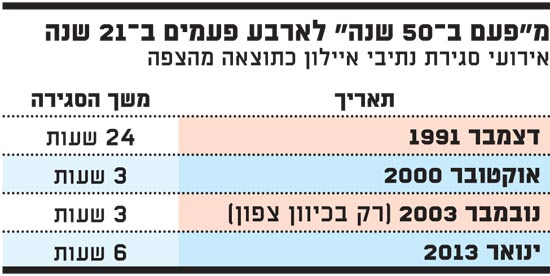 מ"פעם ב־50 שנה" לארבע פעמים ב־21 שנה
אירועי סגירת נתיבי איילון כתוצאה מהצפה
תאריך משך הסגירה
דצמבר 1991 24 שעות
אוקטובר 2000 3 שעות
נובמבר 2003 (רק בכיוון צפון) 3 שעות
ינואר 2013 6 שעות